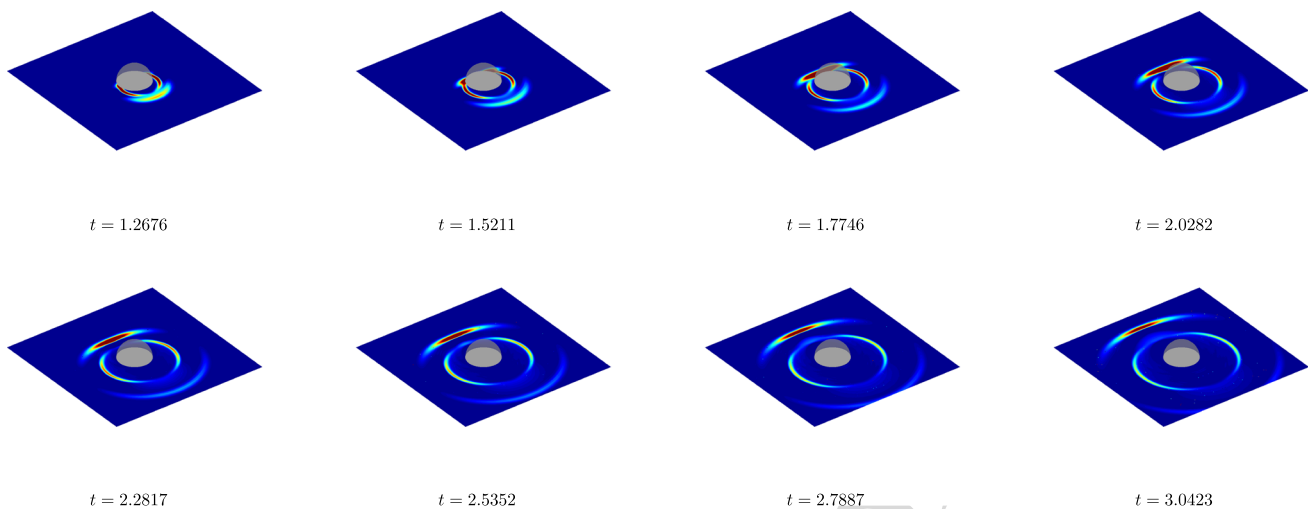 t = 1.2676
t = 1.5211
t = 1.7746
t = 2.0282
t = 2.2817
t = 2.5352
t = 2.7887
t = 3.0423